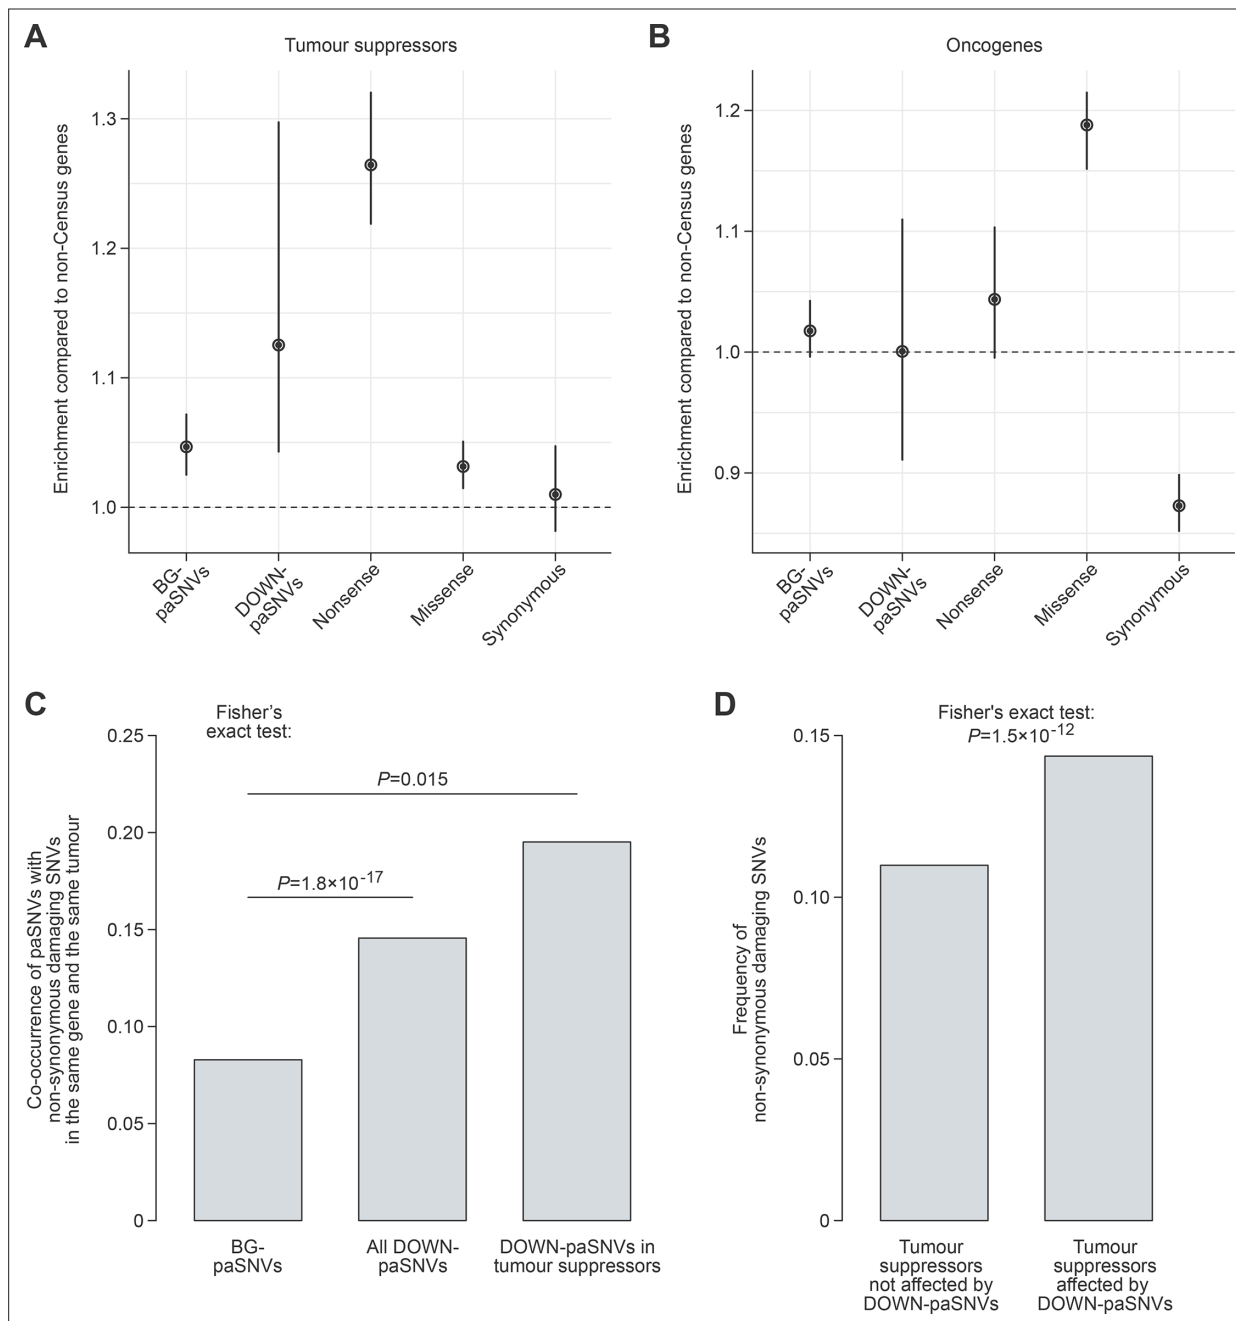 A
Tumour suppressors
Enrichment compared to non-Census genes
1.3
1.2
1.1
1.0
BG-
paSNVs
DOWN-
paSNVs
Nonsense
Missense
Synonymous
B
Oncogenes
Enrichment compared to non-Census genes
1.2
1.1
1.0
0.9
BG-
paSNVs
DOWN-
paSNVs
Nonsense
Missense
Synonymous
C
Fisher’s
exact test:
Co-occurrence of paSNVs with
non-synonymous damaging SNVs
in the same gene and the same tumour
0.25
0.20
0.15
0.10
0.05
0
P=0.015
P=1.8×10⁻¹⁷
BG-
paSNVs
All DOWN-
paSNVs
DOWN-paSNVs in
tumour suppressors
D
Fisher's exact test:
P=1.5×10⁻¹²
Frequency of
non-synonymous damaging SNVs
0.15
0.10
0.05
0
Tumour
suppressors
not affected by
DOWN-paSNVs
Tumour
suppressors
affected by
DOWN-paSNVs